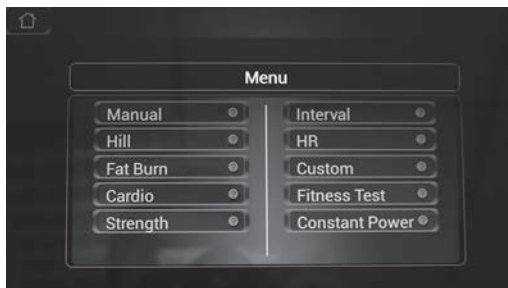 Menu
Manual
Hill
Fat Burn
Cardio
Strength
Interval
HR
Custom
Fitness Test
Constant Power